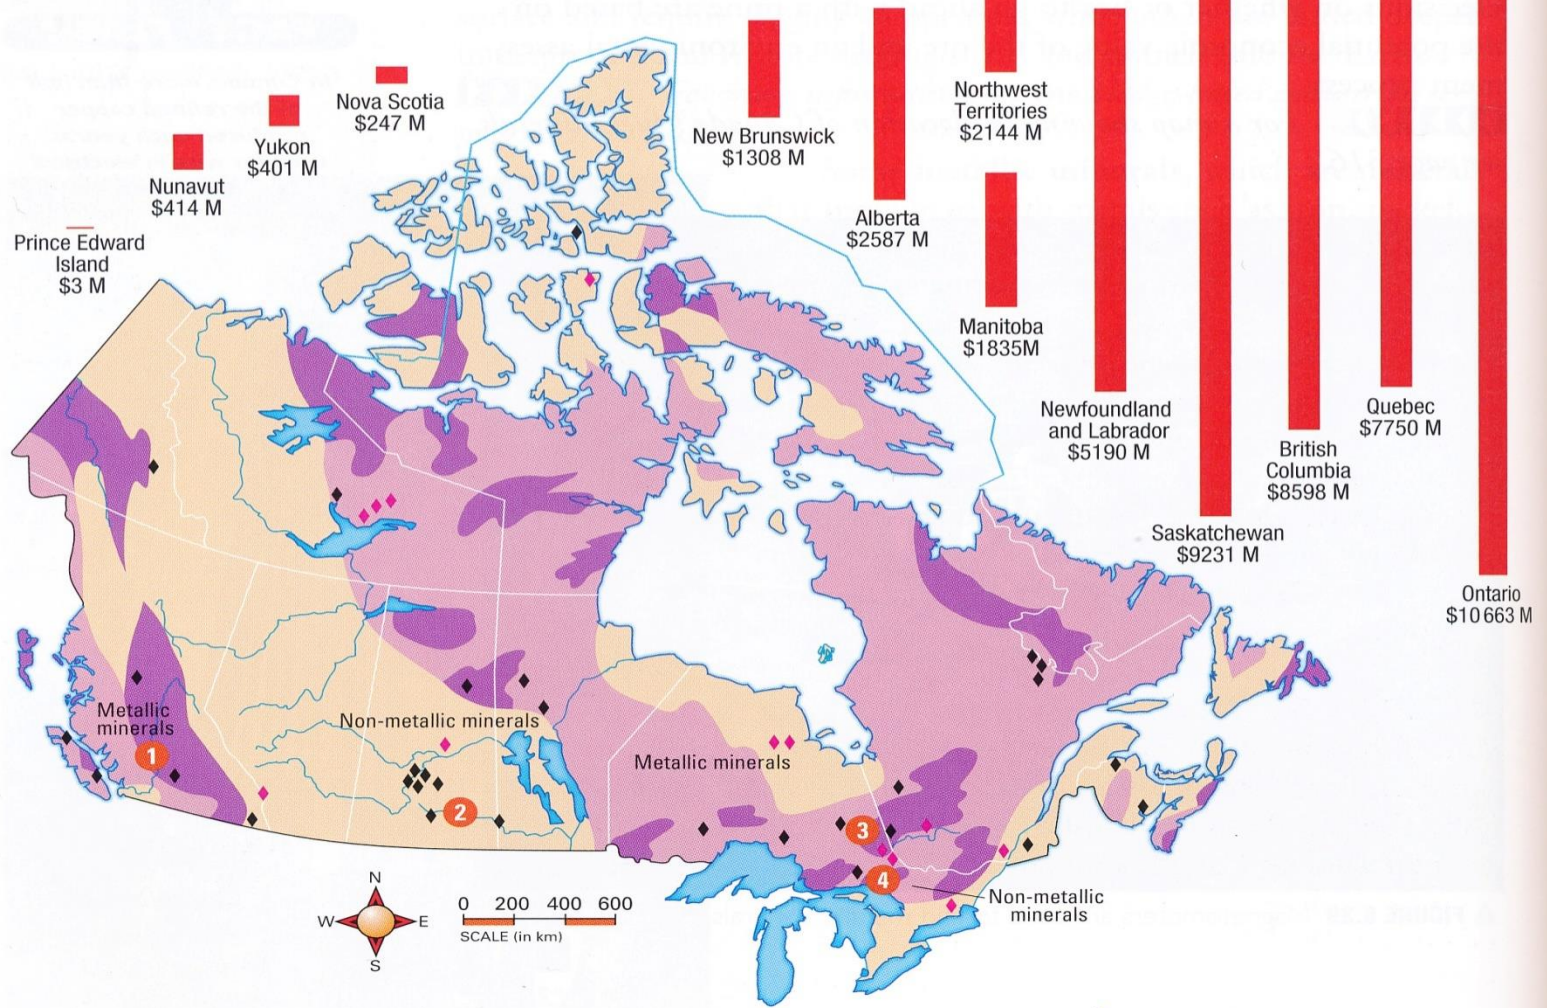 Prince Edward
Island
$3 M
Nunavut
$414 M
Yukon
$401 M
Nova Scotia
$247 M
New Brunswick
$1308 M
Alberta
$2587 M
Northwest
Territories
$2144 M
Manitoba
$1835M
Newfoundland
and Labrador
$5190 M
Saskatchewan
$9231 M
British
Columbia
$8598 M
Quebec
$7750 M
Ontario
$10 663 M
Metallic
minerals
1
Non-metallic minerals
2
Metallic minerals
3
4
Non-metallic
minerals
N
W
E
S
0 200 400 600
SCALE (in km)